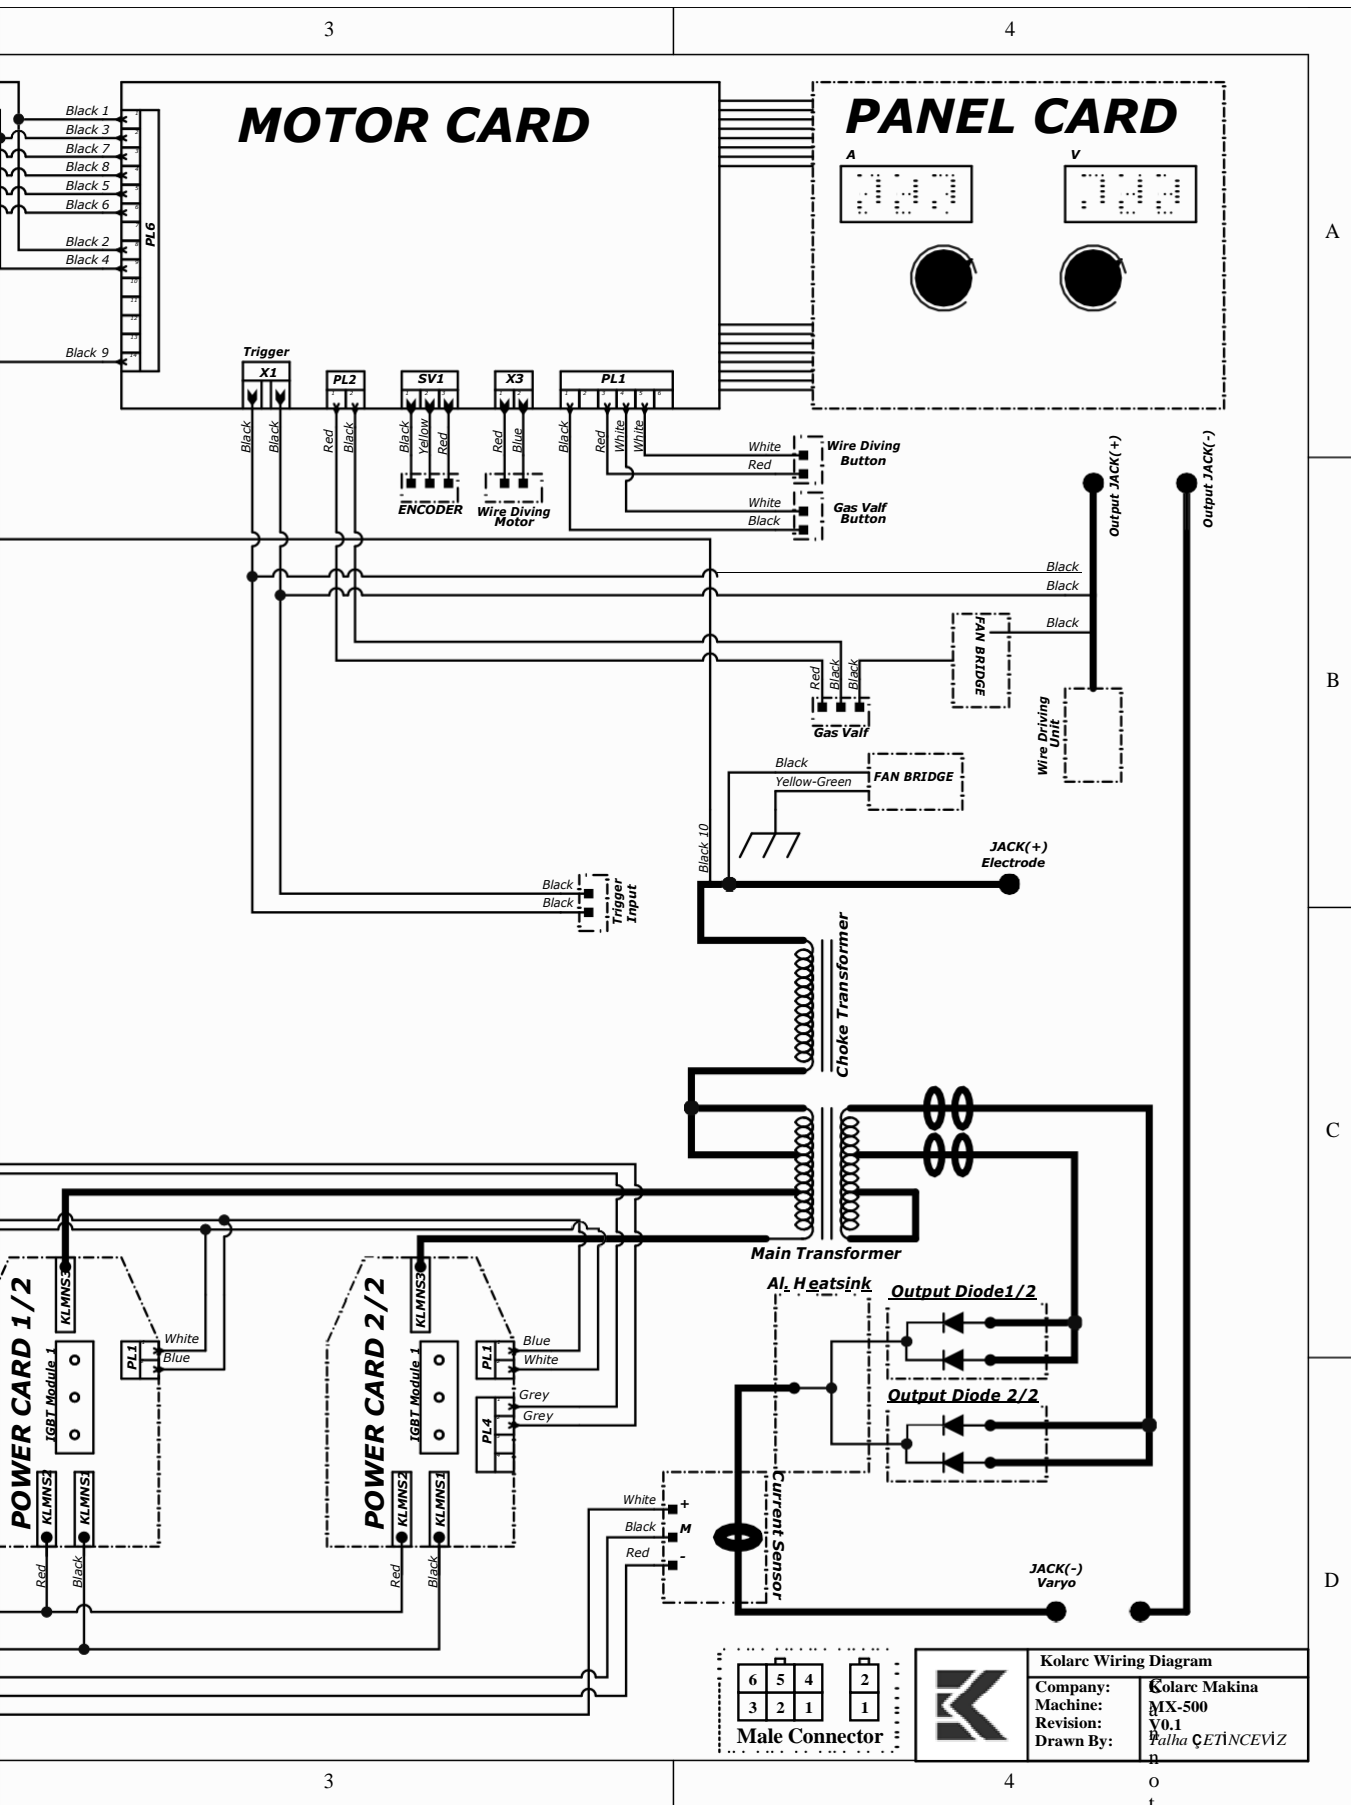 3
4
MOTOR CARD
PANEL CARD
A
V
Black 1
Black 3
Black 7
Black 8
Black 5
Black 6
Black 2
Black 4
Black 9
PL6
A
Trigger
X1
PL2
SV1
X3
PL1
Black
Black
Red
Black
Black
Yellow
Red
Red
Blue
Black
Red
White
White
White
Red
Wire Diving
Button
White
Black
Gas Valf
Button
ENCODER
Wire Diving
Motor
Output JACK(+)
Output JACK(-)
Black
Black
Black
FAN BRIDGE
B
Red
Black
Black
Gas Valf
Wire Driving
Unit
Black
Yellow-Green
FAN BRIDGE
Black 10
JACK(+)
Electrode
Black
Black
Trigger
Input
Choke Transformer
C
Main Transformer
Al. Heatsink
Output Diode1/2
Output Diode 2/2
POWER CARD 1/2
KLMNS3
IGBT Module 1
PL1
White
Blue
KLMNS2
KLMNS1
Red
Black
POWER CARD 2/2
KLMNS3
IGBT Module 1
PL1
Blue
White
PL4
Grey
Grey
KLMNS2
KLMNS1
Red
Black
White
Black
Red
+
M
-
Current Sensor
JACK(-)
Varyo
D
6 5 4
3 2 1
2
1
Male Connector
Kolarc Wiring Diagram
Company: Kolarc Makina
Machine: MX-500
Revision: V0.1
Drawn By: Talha ÇETİNCEVİZ
3
4